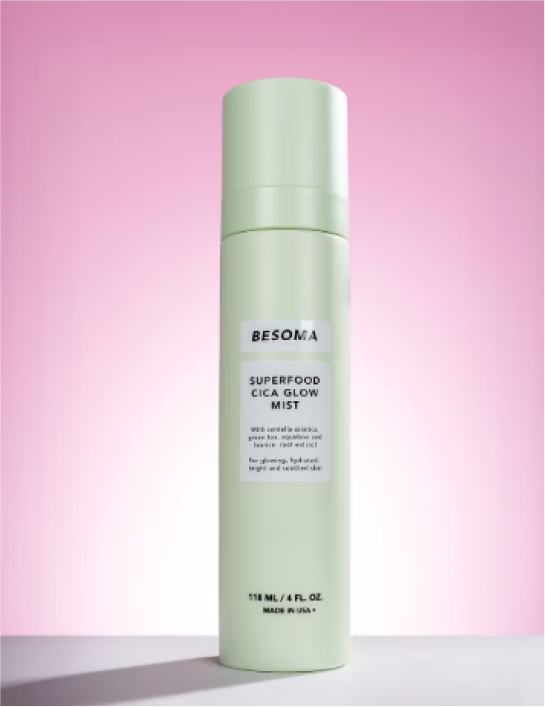 BESOMA
SUPERFOOD
CICA GLOW
MIST
With centella asiatica,
green tea, squalane and
root extract
For glowing, hydrated,
bright and soothed skin
118 ML / 4 FL. OZ.
MADE IN USA •